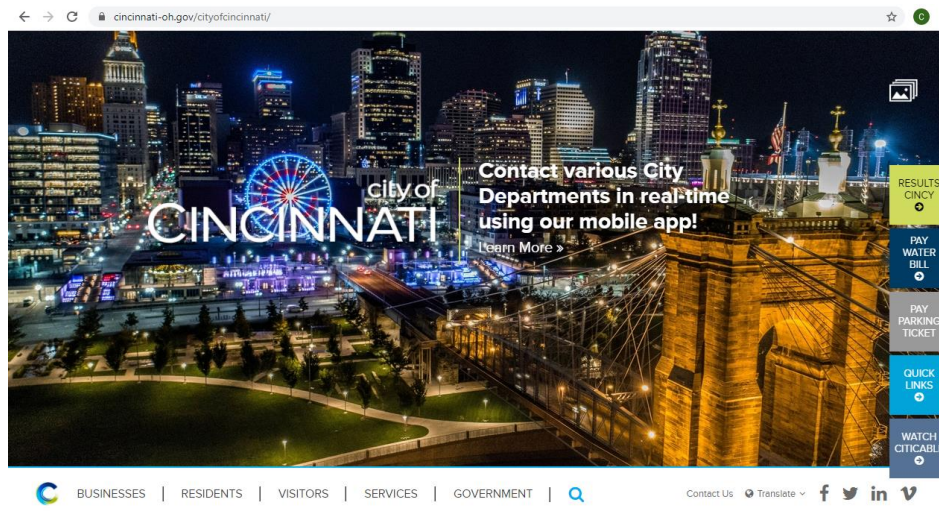 cincinnati-oh.gov/cityofcincinnati/
C
city of
CINCINNATI
Contact various City
Departments in real-time
using our mobile app!
Learn More »
RESULTS
CINCY
PAY
WATER
BILL
PAY
PARKING
TICKET
QUICK
LINKS
WATCH
CITICABLE
BUSINESSES | RESIDENTS | VISITORS | SERVICES | GOVERNMENT |
Contact Us Translate